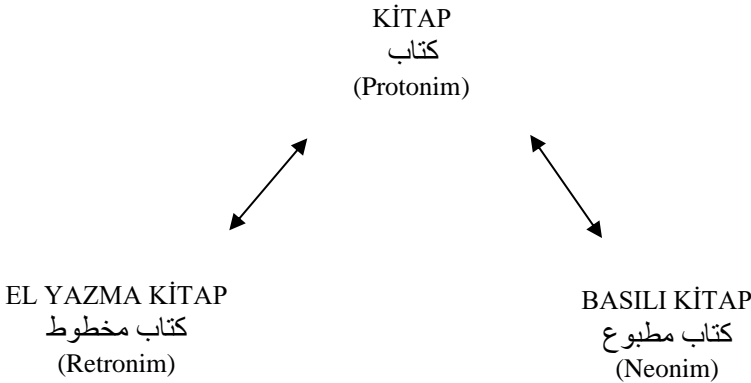 KİTAP
كتاب
(Protonim)
EL YAZMA KİTAP
كتاب مخطوط
(Retronim)
BASILI KİTAP
كتاب مطبوع
(Neonim)